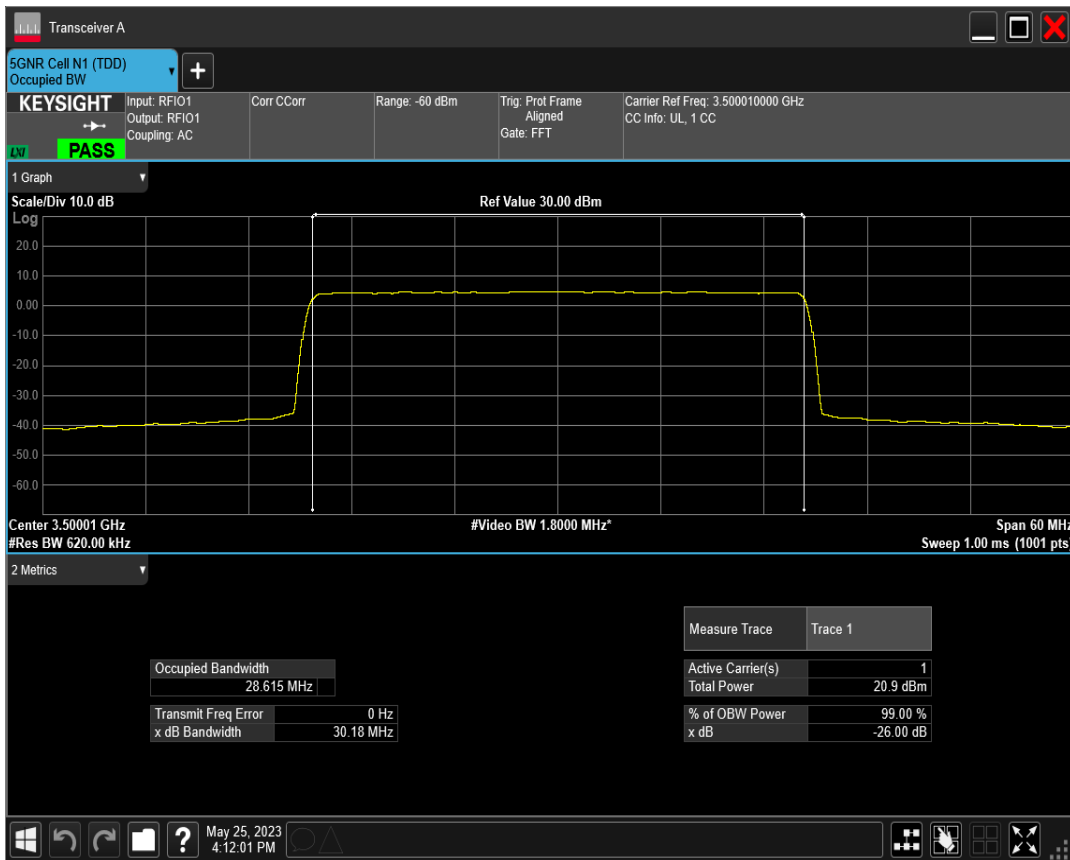 Transceiver A
5GNR Cell N1 (TDD)
Occupied BW
+
KEYSIGHT
LXI
PASS
Input: RFIO1
Output: RFIO1
Coupling: AC
Corr CCorr
Range: -60 dBm
Trig: Prot Frame
Aligned
Gate: FFT
Carrier Ref Freq: 3.500010000 GHz
CC Info: UL, 1 CC
1 Graph
Scale/Div 10.0 dB
Ref Value 30.00 dBm
Log
20.0
10.0
0.00
-10.0
-20.0
-30.0
-40.0
-50.0
-60.0
Center 3.50001 GHz
#Video BW 1.8000 MHz*
Span 60 MHz
#Res BW 620.00 kHz
Sweep 1.00 ms (1001 pts)
2 Metrics
Measure Trace Trace 1
Occupied Bandwidth
28.615 MHz
Active Carrier(s) 1
Total Power 20.9 dBm
Transmit Freq Error 0 Hz
x dB Bandwidth 30.18 MHz
% of OBW Power 99.00 %
x dB -26.00 dB
?
May 25, 2023
4:12:01 PM